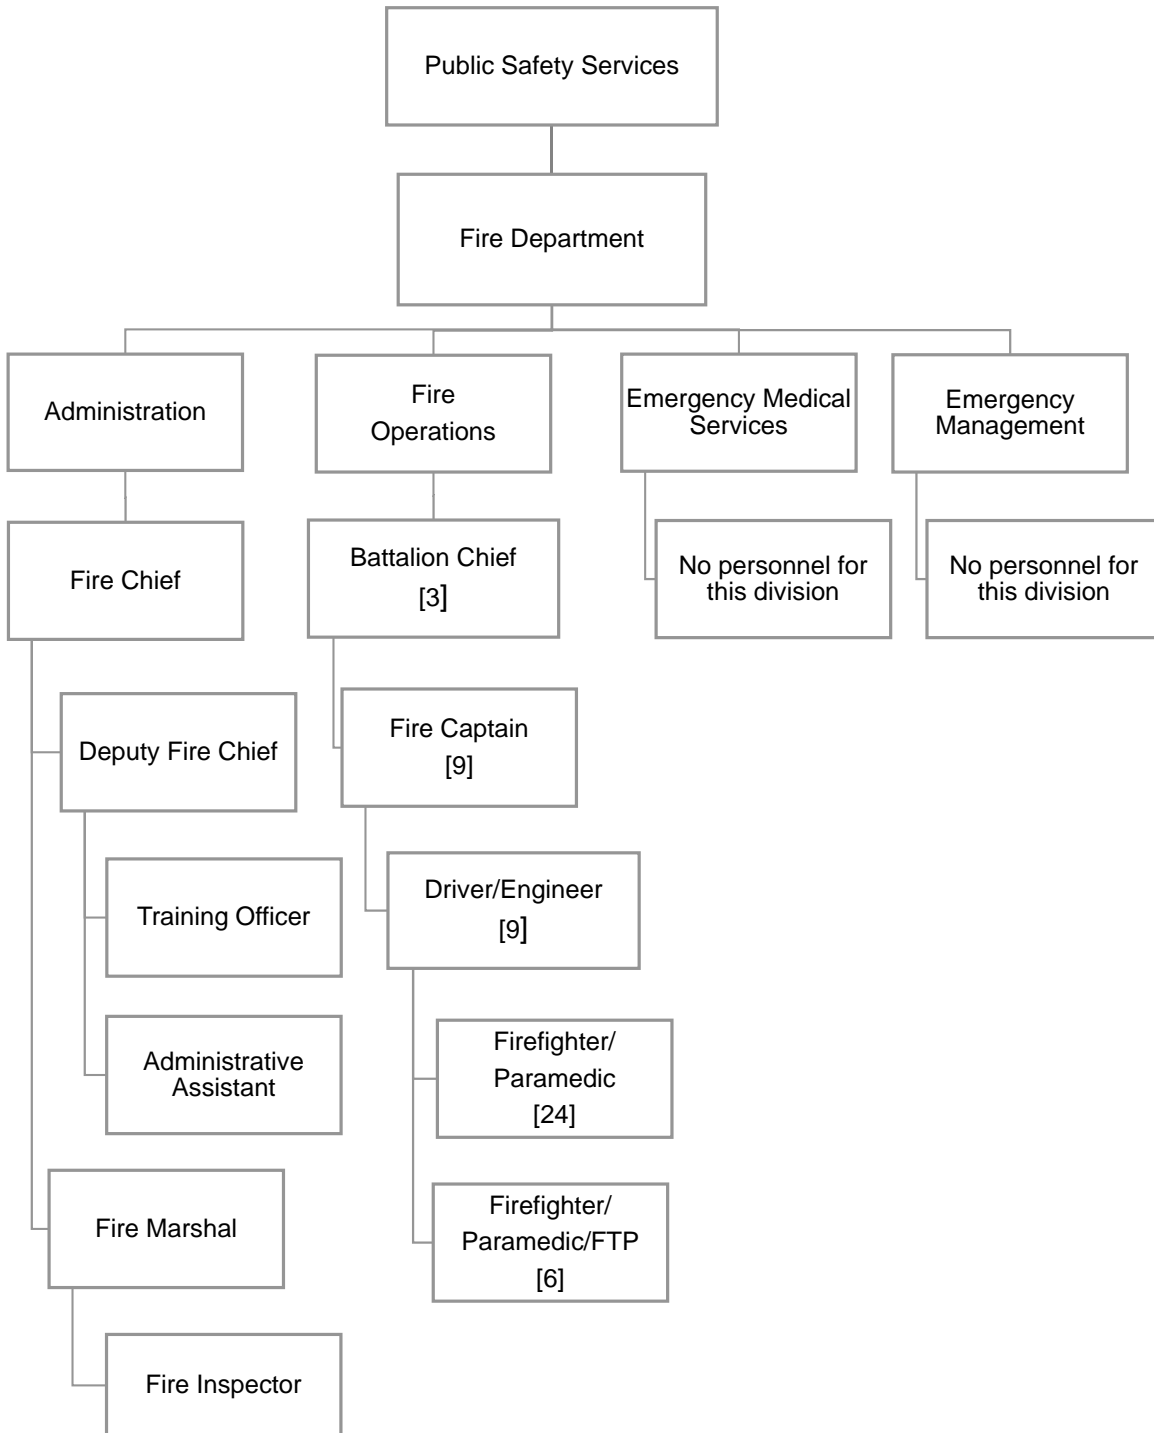 Public Safety Services
Fire Department
Administration
Fire
Operations
Emergency Medical
Services
Emergency
Management
Fire Chief
Battalion Chief
[3]
No personnel for
this division
No personnel for
this division
Deputy Fire Chief
Fire Captain
[9]
Training Officer
Driver/Engineer
[9]
Administrative
Assistant
Firefighter/
Paramedic
[24]
Fire Marshal
Firefighter/
Paramedic/FTP
[6]
Fire Inspector